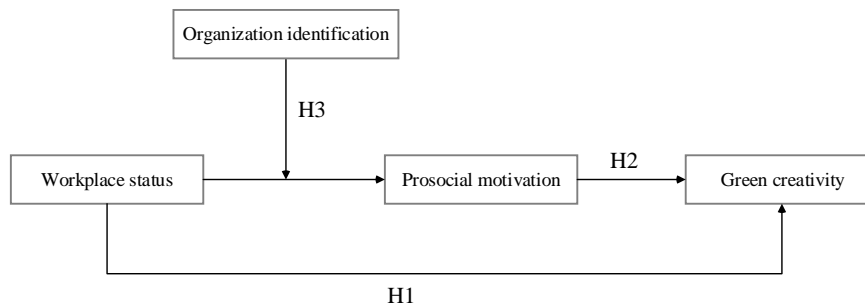 Organization identification
H3
Workplace status
Prosocial motivation
H2
Green creativity
H1